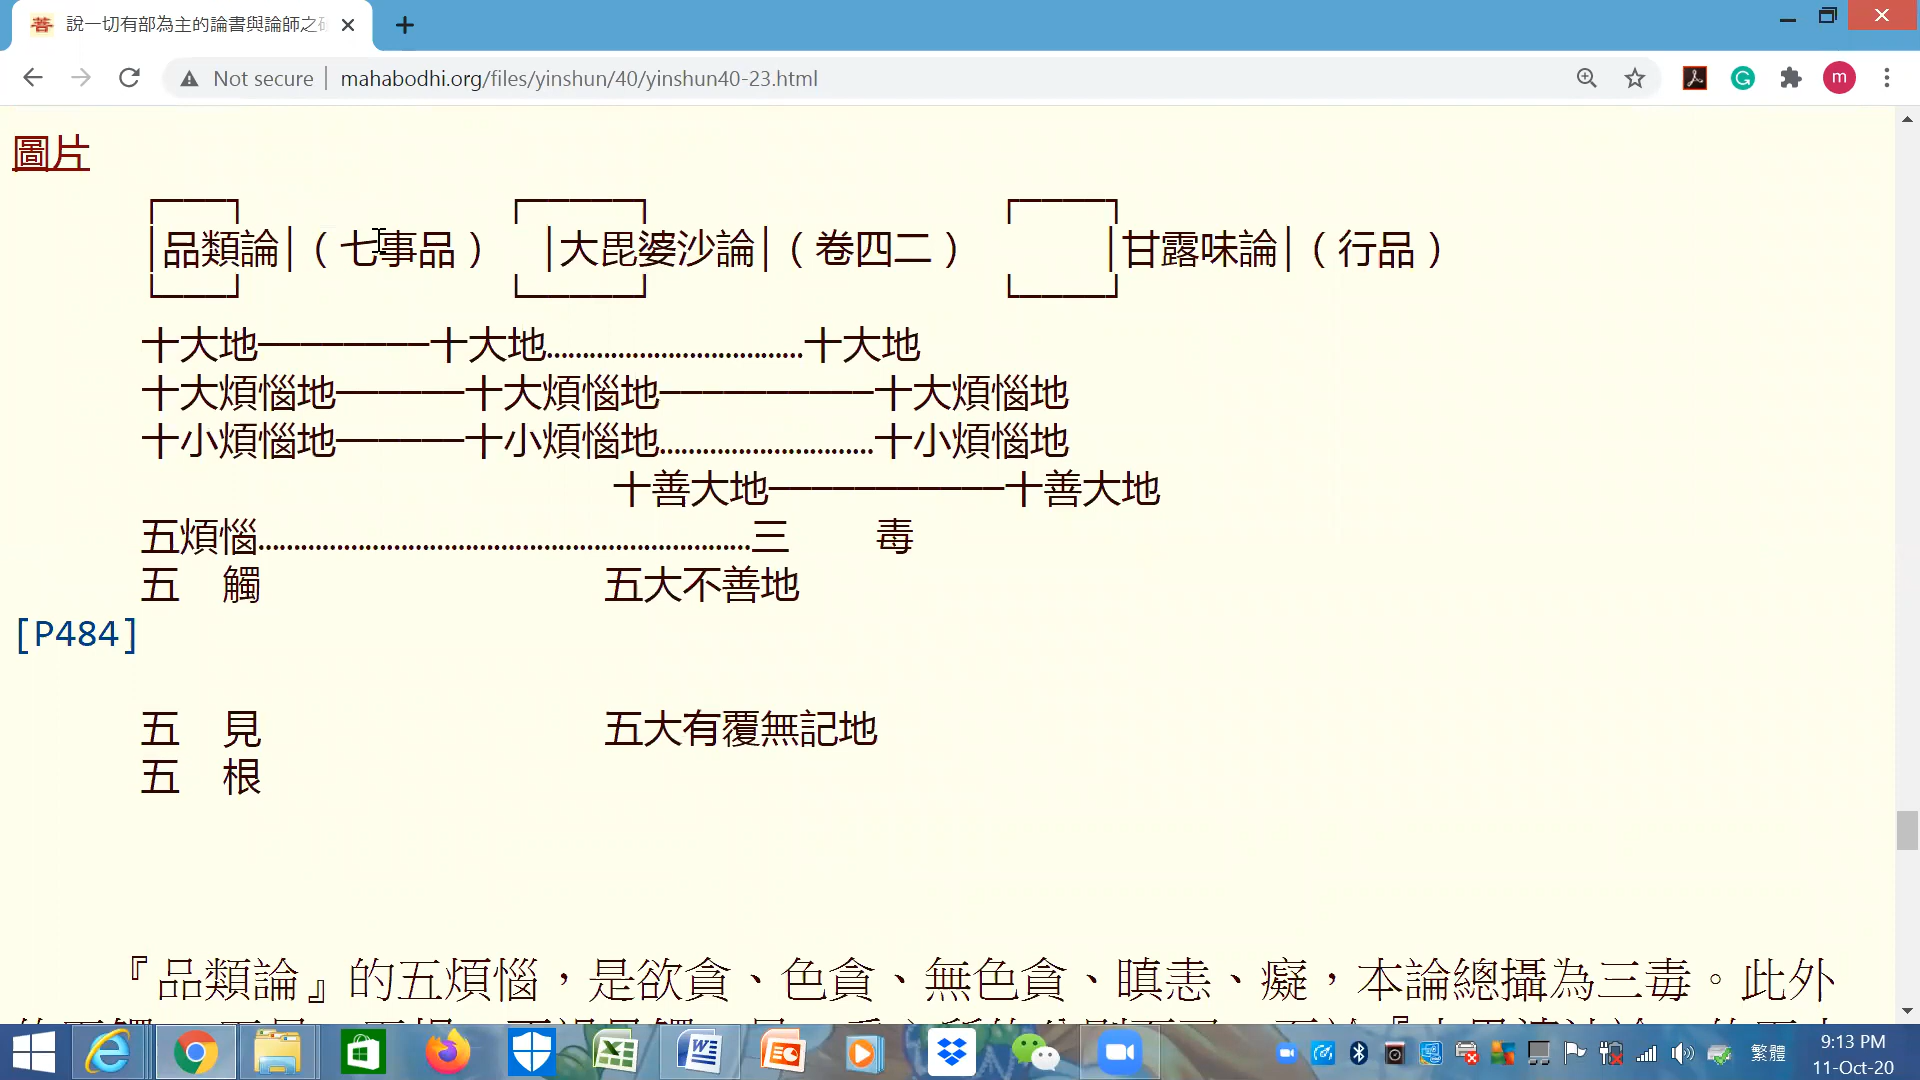 說一切有部為主的論書與論師之
Not secure | mahabodhi.org/files/yinshun/40/yinshun40-23.html
m
圖片
品類論 (七事品) 大毘婆沙論 (卷四二) 甘露味論 (行品)
十大地────────十大地....................................十大地
十大煩惱地──────十大煩惱地──────────十大煩惱地
十小煩惱地──────十小煩惱地..............................十小煩惱地
十善大地───────────十善大地
五煩惱......................................................................三 毒
五 觸 五大不善地
[P484]
五 見 五大有覆無記地
五 根
『品類論』的五煩惱，是欲貪、色貪、無色貪、瞋恚、癡，本論總攝為三毒。此外
繁體
9:13 PM
11-Oct-20